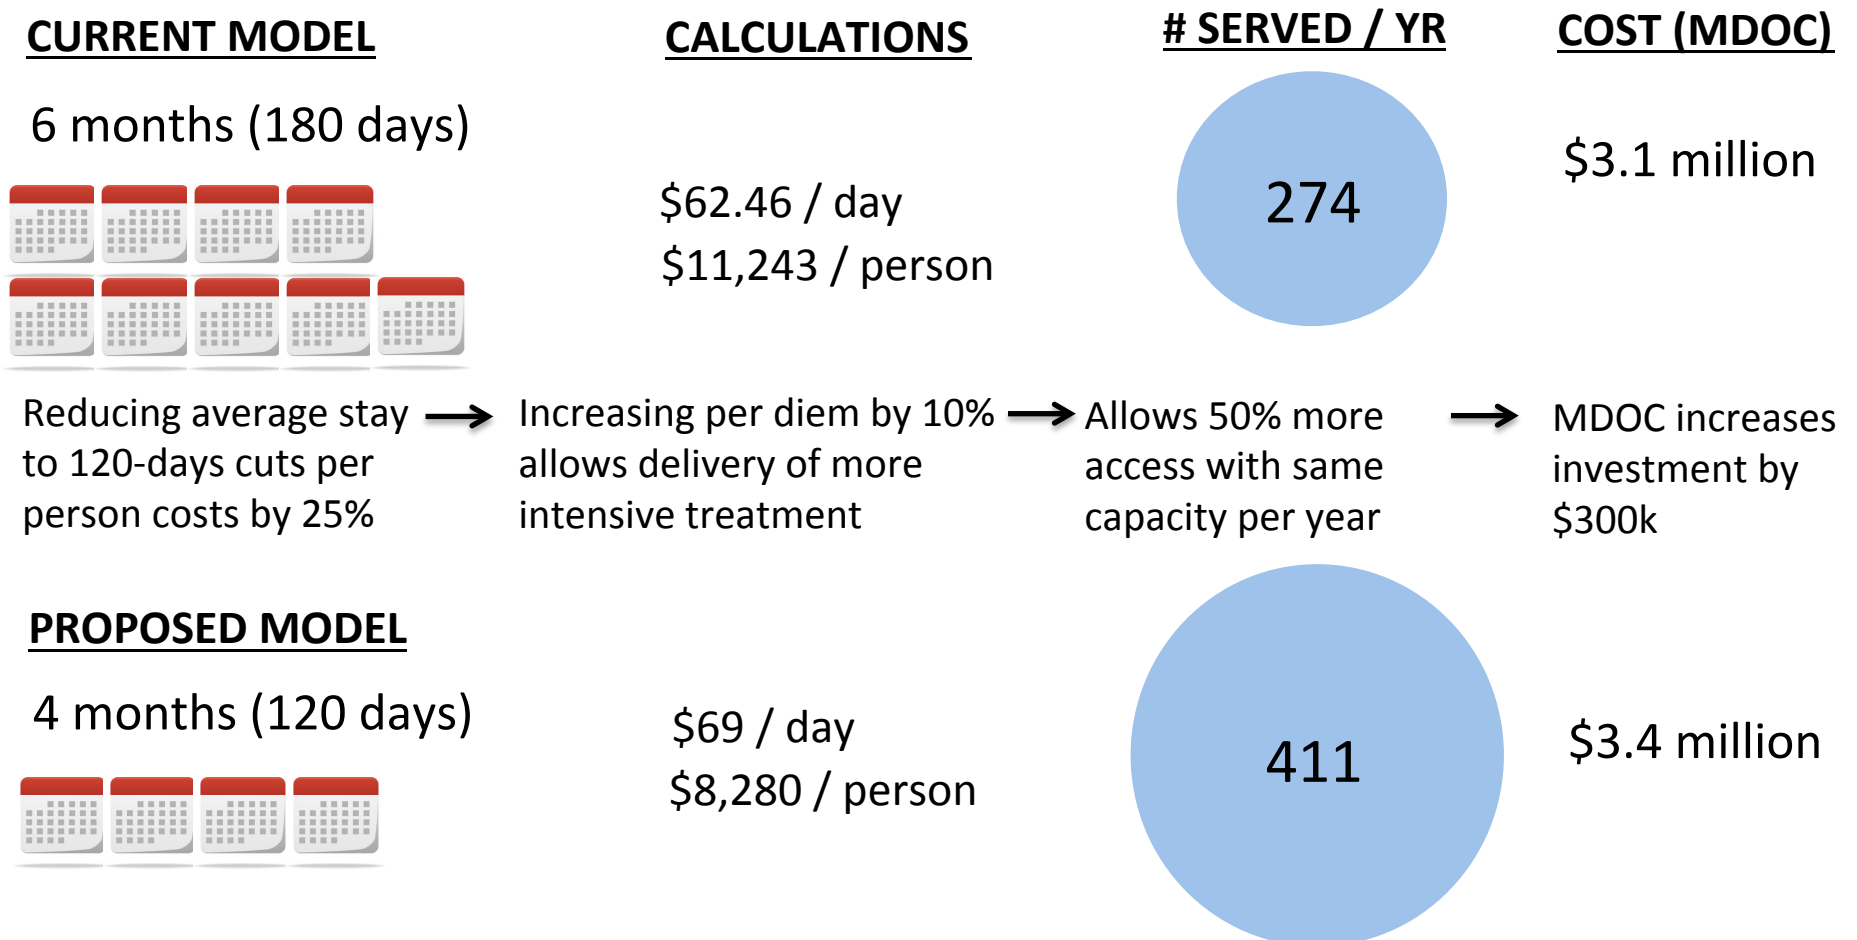 CURRENT MODEL
CALCULATIONS
# SERVED / YR
COST (MDOC)
6 months (180 days)
$62.46 / day
$11,243 / person
274
$3.1 million
Reducing average stay
to 120-days cuts per
person costs by 25%
Increasing per diem by 10%
allows delivery of more
intensive treatment
Allows 50% more
access with same
capacity per year
MDOC increases
investment by
$300k
PROPOSED MODEL
4 months (120 days)
$69 / day
$8,280 / person
411
$3.4 million